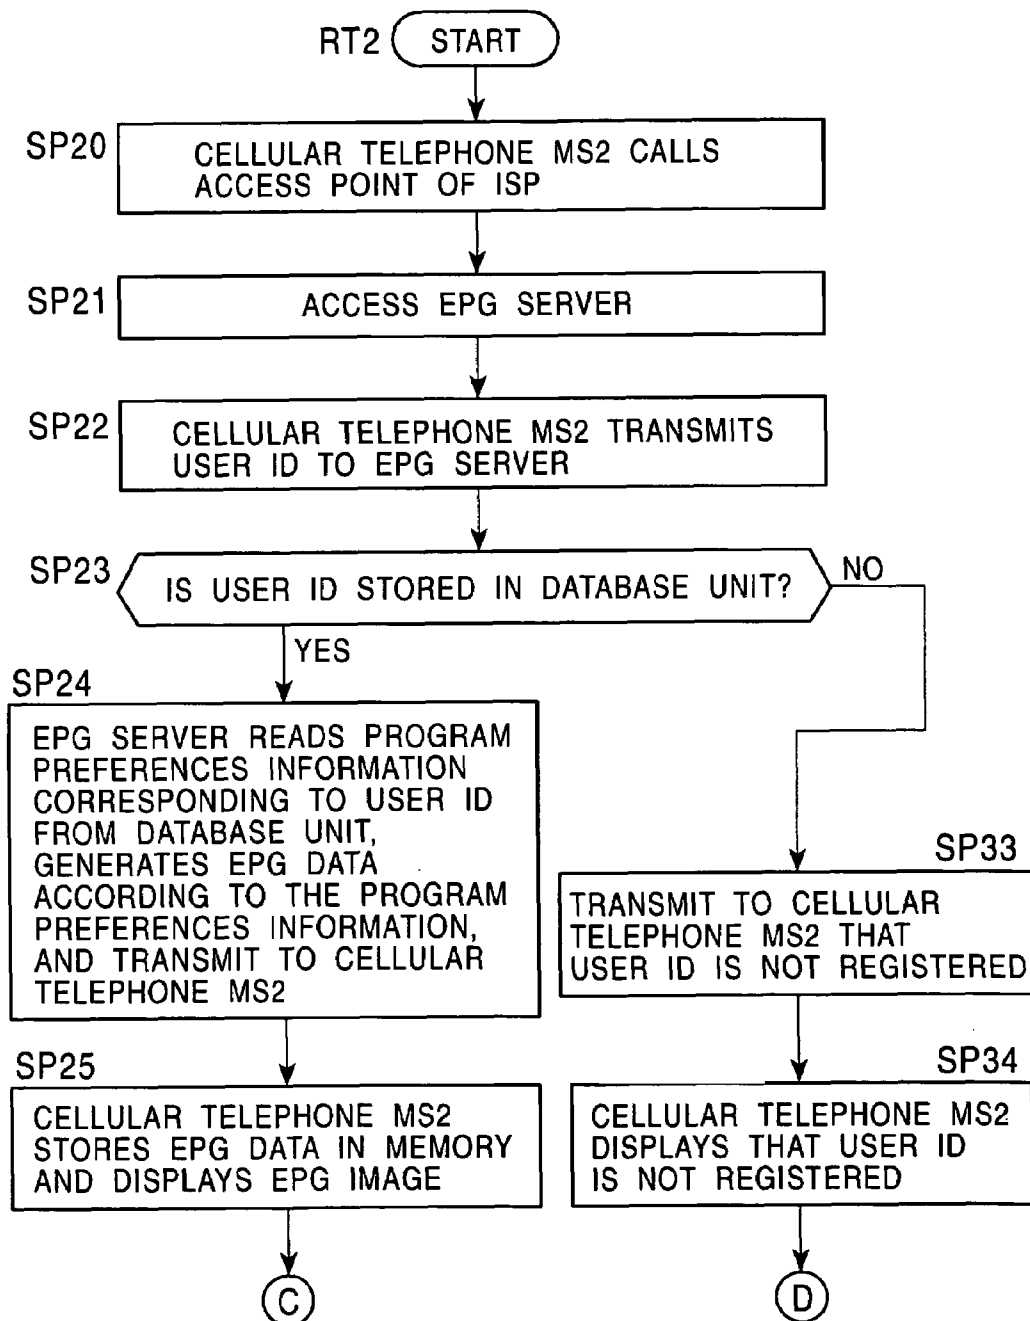 RT2
START
SP20
CELLULAR TELEPHONE MS2 CALLS
ACCESS POINT OF ISP
SP21
ACCESS EPG SERVER
SP22
CELLULAR TELEPHONE MS2 TRANSMITS
USER ID TO EPG SERVER
SP23
IS USER ID STORED IN DATABASE UNIT?
NO
YES
SP24
EPG SERVER READS PROGRAM
PREFERENCES INFORMATION
CORRESPONDING TO USER ID
FROM DATABASE UNIT,
GENERATES EPG DATA
ACCORDING TO THE PROGRAM
PREFERENCES INFORMATION,
AND TRANSMIT TO CELLULAR
TELEPHONE MS2
SP33
TRANSMIT TO CELLULAR
TELEPHONE MS2 THAT
USER ID IS NOT REGISTERED
SP25
CELLULAR TELEPHONE MS2
STORES EPG DATA IN MEMORY
AND DISPLAYS EPG IMAGE
SP34
CELLULAR TELEPHONE MS2
DISPLAYS THAT USER ID
IS NOT REGISTERED
C
D